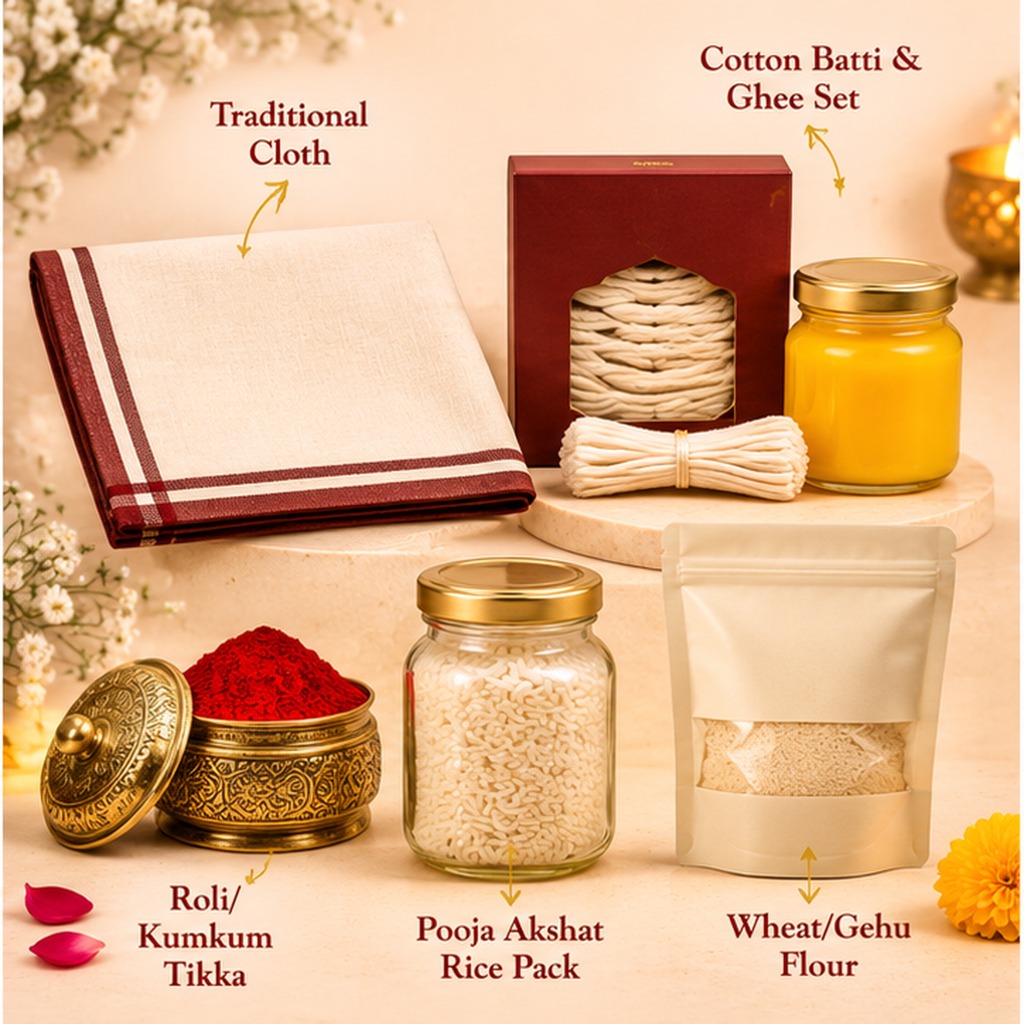 Cotton Batti &
Ghee Set
Traditional
Cloth
Roli/
Kumkum
Tikka
Pooja Akshat
Rice Pack
Wheat/Gehu
Flour